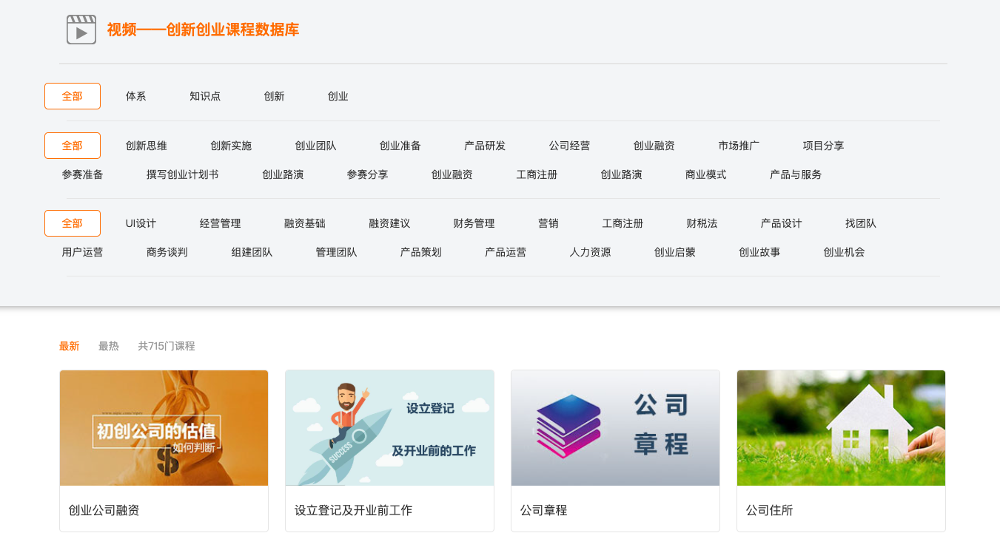 视频——创新创业课程数据库
全部 体系 知识点 创新 创业
全部 创新思维 创新实施 创业团队 创业准备 产品研发 公司经营 创业融资 市场推广 项目分享
参赛准备 撰写创业计划书 创业路演 参赛分享 创业融资 工商注册 创业路演 商业模式 产品与服务
全部 UI设计 经营管理 融资基础 融资建议 财务管理 营销 工商注册 财税法 产品设计 找团队
用户运营 商务谈判 组建团队 管理团队 产品策划 产品运营 人力资源 创业启蒙 创业故事 创业机会
最新 最热 共715门课程
初创公司的估值
如何判断
$
设立登记
及开业前的工作
SUCCESS
公司
章程
创业公司融资 设立登记及开业前工作 公司章程 公司住所